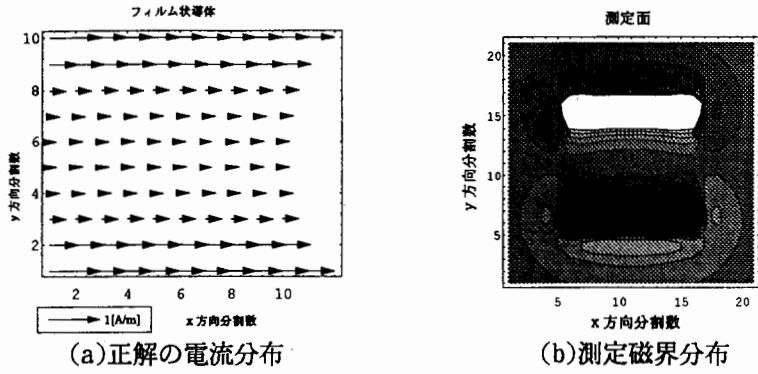 フィルム状導体
10
8
6
4
2
y 方向分割数
2 4 6 8 10
1[A/m]
x 方向分割数
(a)正解の電流分布
測定面
20
15
10
5
y 方向分割数
5 10 15 20
x 方向分割数
(b)測定磁界分布